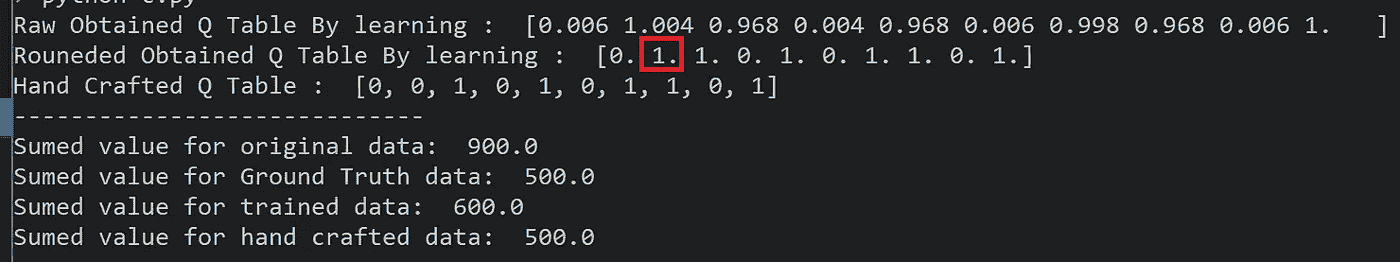 Raw Obtained Q Table By learning :  [0.006 1.004 0.968 0.004 0.968 0.006 0.998 0.968 0.006 1.   ]
Rouneded Obtained Q Table By learning :  [0. 1. 1. 0. 1. 0. 1. 1. 0. 1.]
Hand Crafted Q Table :  [0, 0, 1, 0, 1, 0, 1, 1, 0, 1]
-----------------------------
Sumed value for original data:  900.0
Sumed value for Ground Truth data:  500.0
Sumed value for trained data:  600.0
Sumed value for hand crafted data:  500.0